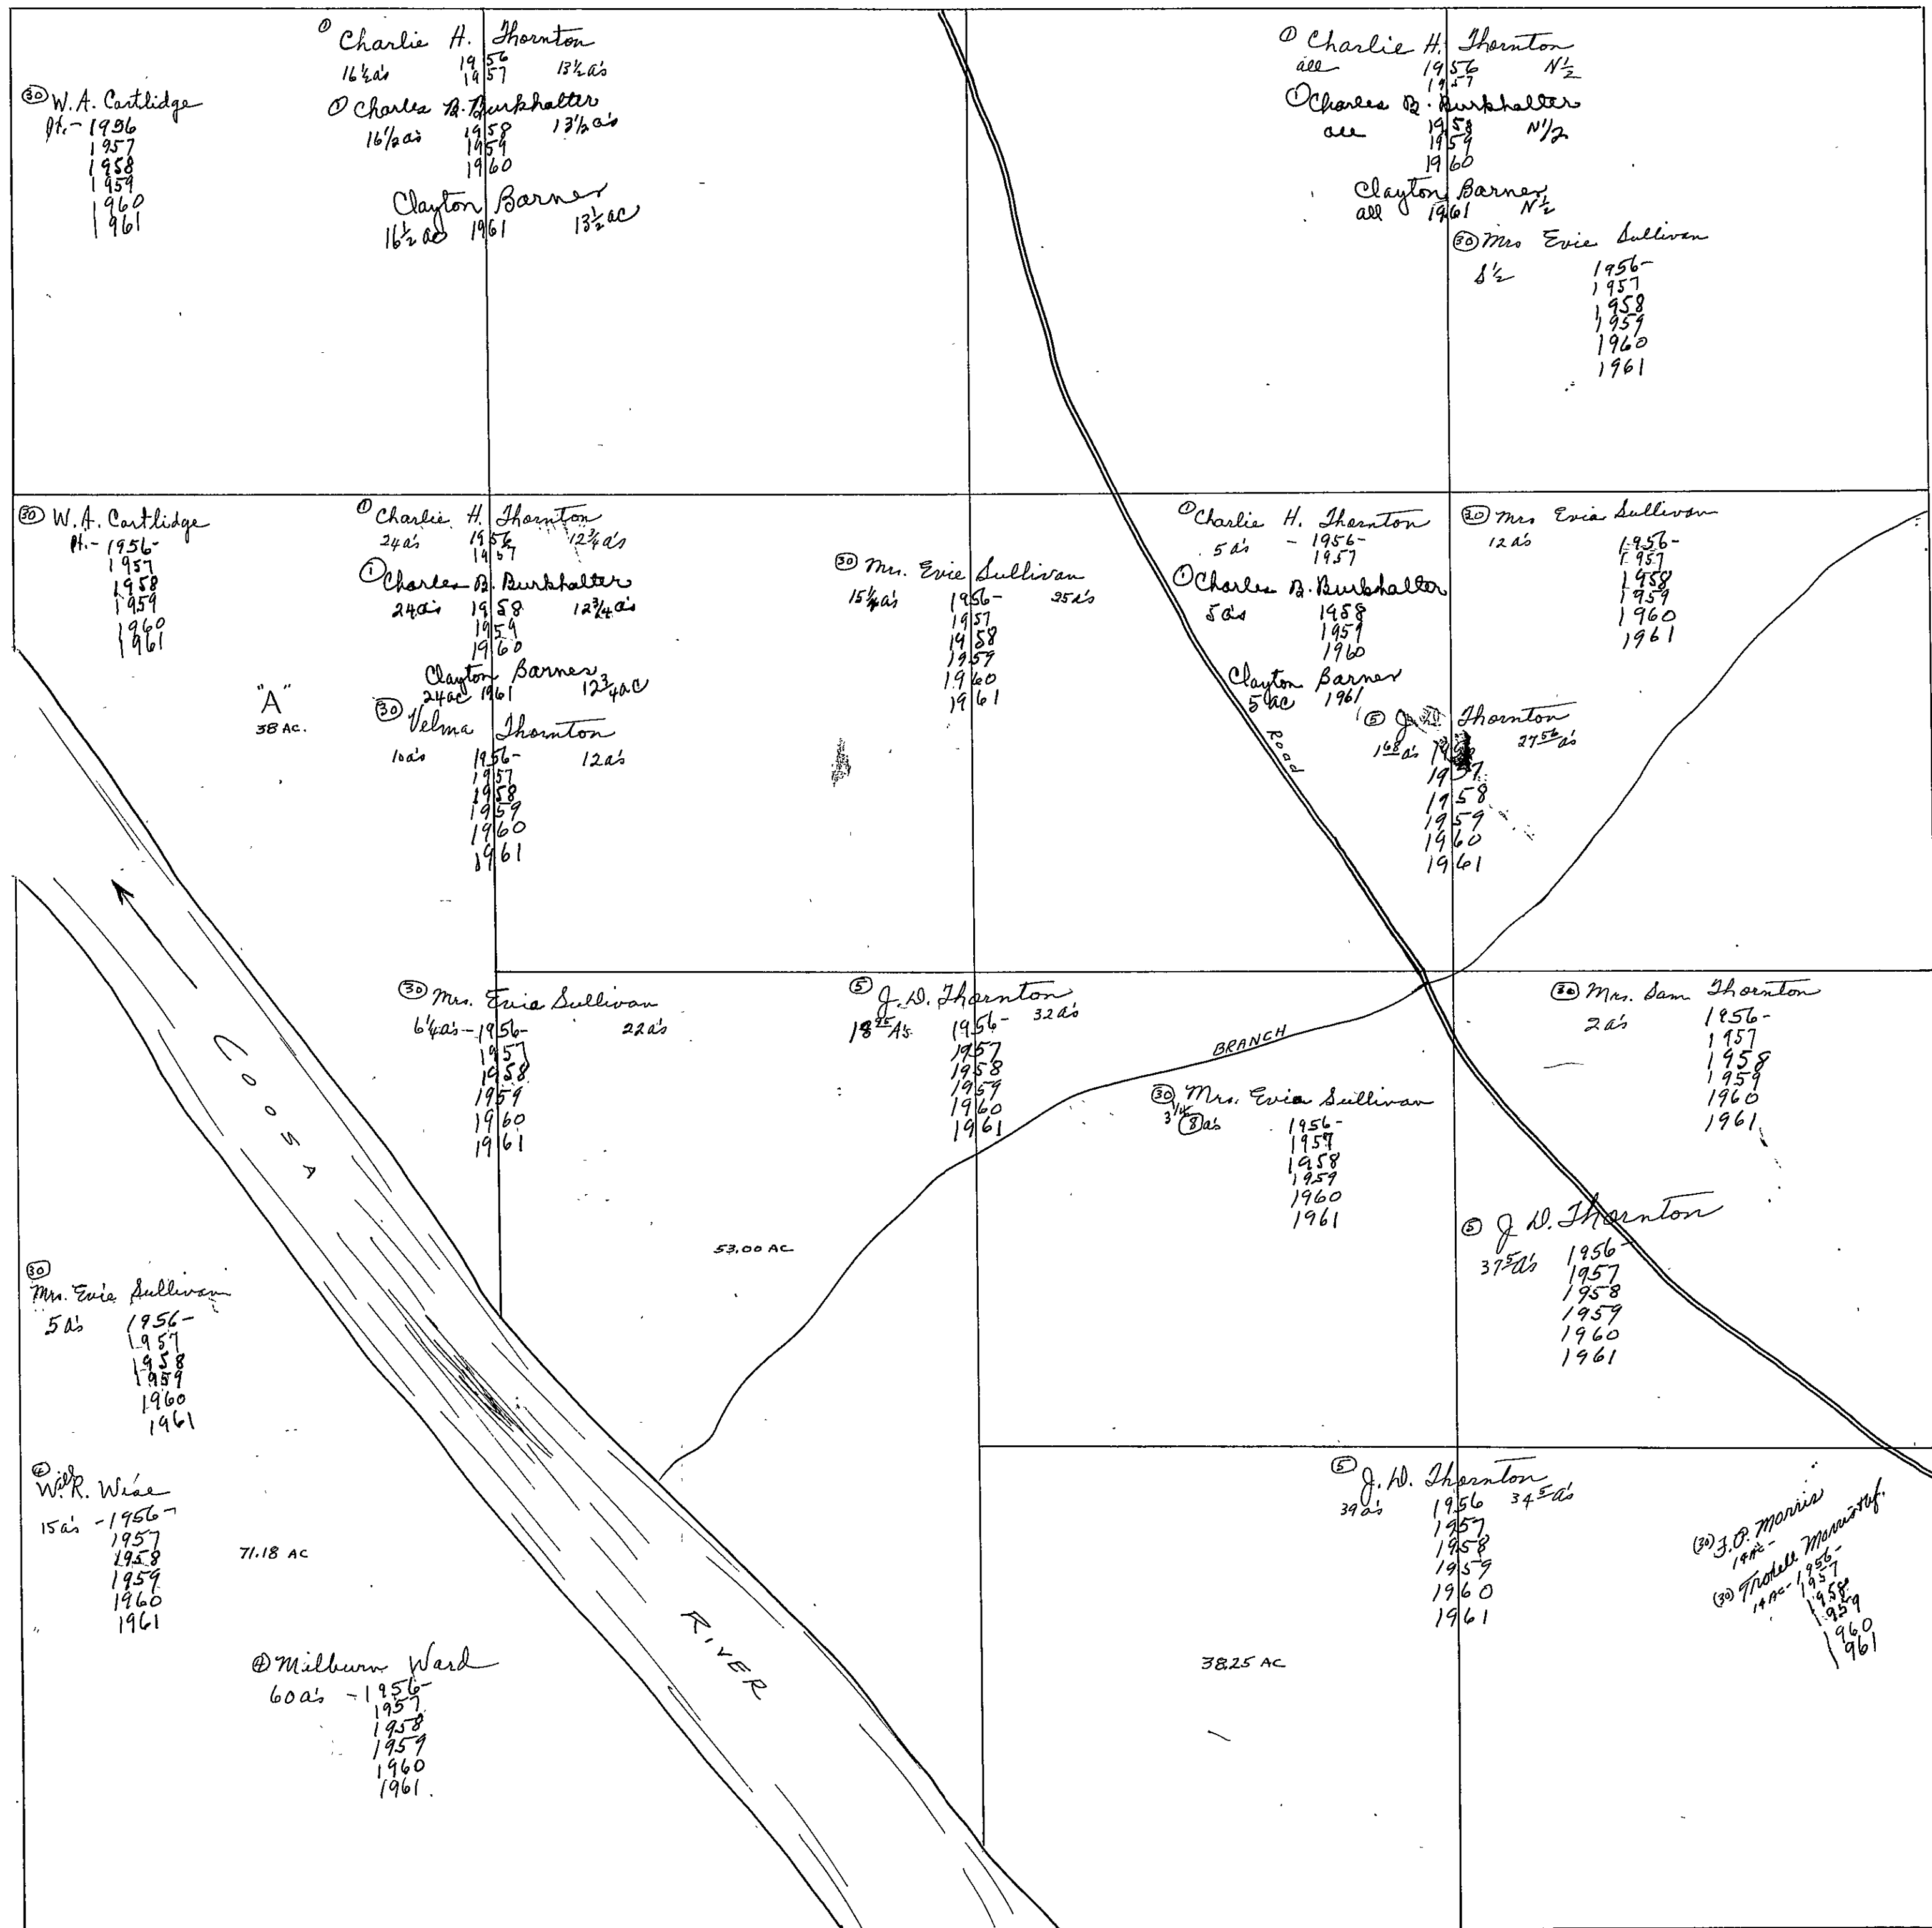 ① Charlie H. Thornton
16½ a's 1956 13½ a's
1957
① Charles B. Burkhalter
16½ a's 1958 13½ a's
1959
1960
Clayton Barnes
16½ ac 1961 13½ ac
㉚ W. A. Cartlidge
pt. - 1956
1957
1958
1959
1960
1961
① Charlie H. Thornton
all 1956 N½
1957
① Charles B. Burkhalter
all 1958 N½
1959
1960
Clayton Barnes
all 1961 N½
㉚ Mrs Evie Sullivan
S½ 1956-
1957
1958
1959
1960
1961
㉚ W. A. Cartlidge
Pt. - 1956-
1957
1958
1959
1960
1961
"A"
38 AC.
① Charlie H. Thornton
24 a's 1956 12¾ a's
1957
① Charles B. Burkhalter
24 a's 1958 12¾ a's
1959
1960
Clayton Barnes
24 ac 1961 12¾ ac
㉚ Velma Thornton
10 a's 1956- 12 a's
1957
1958
1959
1960
1961
㉚ Mrs. Evie Sullivan
15¼ a's 1956- 35 a's
1957
1958
1959
1960
1961
① Charlie H. Thornton
5 a's - 1956-
1957
① Charles B. Burkhalter
5 a's 1958
1959
1960
Clayton Barnes
5 ac 1961
㉚ Mrs Evie Sullivan
12 a's 1956-
1957
1958
1959
1960
1961
Road
⑤ J. D. Thornton
1.68 a's 27.56 a's
1957
1958
1959
1960
1961
㉚ Mrs. Evie Sullivan
6¼ a's - 1956- 22 a's
1957
1958
1959
1960
1961
⑤ J. D. Thornton
18.25 A's 1956- 32 a's
1957
1958
1959
1960
1961
BRANCH
㉚ Mrs. Evie Sullivan
3¼ ⑧ a's 1956-
1957
1958
1959
1960
1961
㉚ Mrs. Sam Thornton
2 a's 1956-
1957
1958
1959
1960
1961
⑤ J. D. Thornton
37.5 a's 1956-
1957
1958
1959
1960
1961
53.00 AC
COOSA
RIVER
㉚
Mrs. Evie Sullivan
5 a's 1956-
1957
1958
1959
1960
1961
④
Will R. Wise
15 a's - 1956-
1957
1958
1959
1960
1961
71.18 AC
④ Milburn Ward
60 a's - 1956-
1957
1958
1959
1960
1961
⑤ J. D. Thornton
39 a's 1956 34.5 a's
1957
1958
1959
1960
1961
38.25 AC
(30) F. P. Morris
14 AC -
(30) Morris
14 AC - 1956-
1957
1958
1959
1960
1961